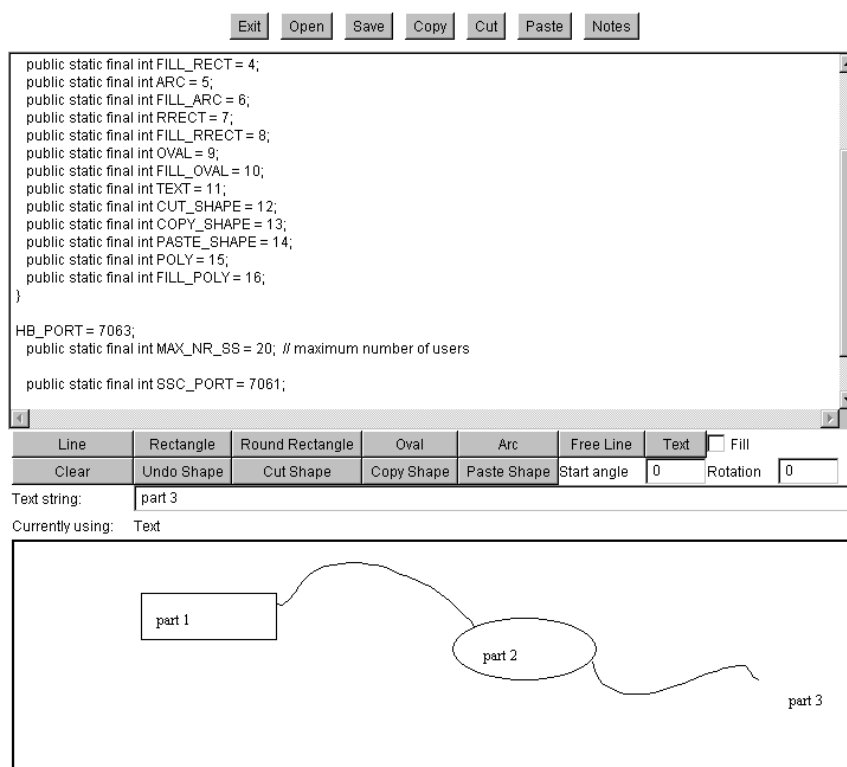 Exit Open Save Copy Cut Paste Notes
public static final int FILL_RECT = 4;
public static final int ARC = 5;
public static final int FILL_ARC = 6;
public static final int RRECT = 7;
public static final int FILL_RRECT = 8;
public static final int OVAL = 9;
public static final int FILL_OVAL = 10;
public static final int TEXT = 11;
public static final int CUT_SHAPE = 12;
public static final int COPY_SHAPE = 13;
public static final int PASTE_SHAPE = 14;
public static final int POLY = 15;
public static final int FILL_POLY = 16;
}
HB_PORT = 7063;
public static final int MAX_NR_SS = 20; // maximum number of users
public static final int SSC_PORT = 7061;
Line Rectangle Round Rectangle Oval Arc Free Line Text Fill
Clear Undo Shape Cut Shape Copy Shape Paste Shape Start angle 0 Rotation 0
Text string: part 3
Currently using: Text
part 1
part 2
part 3